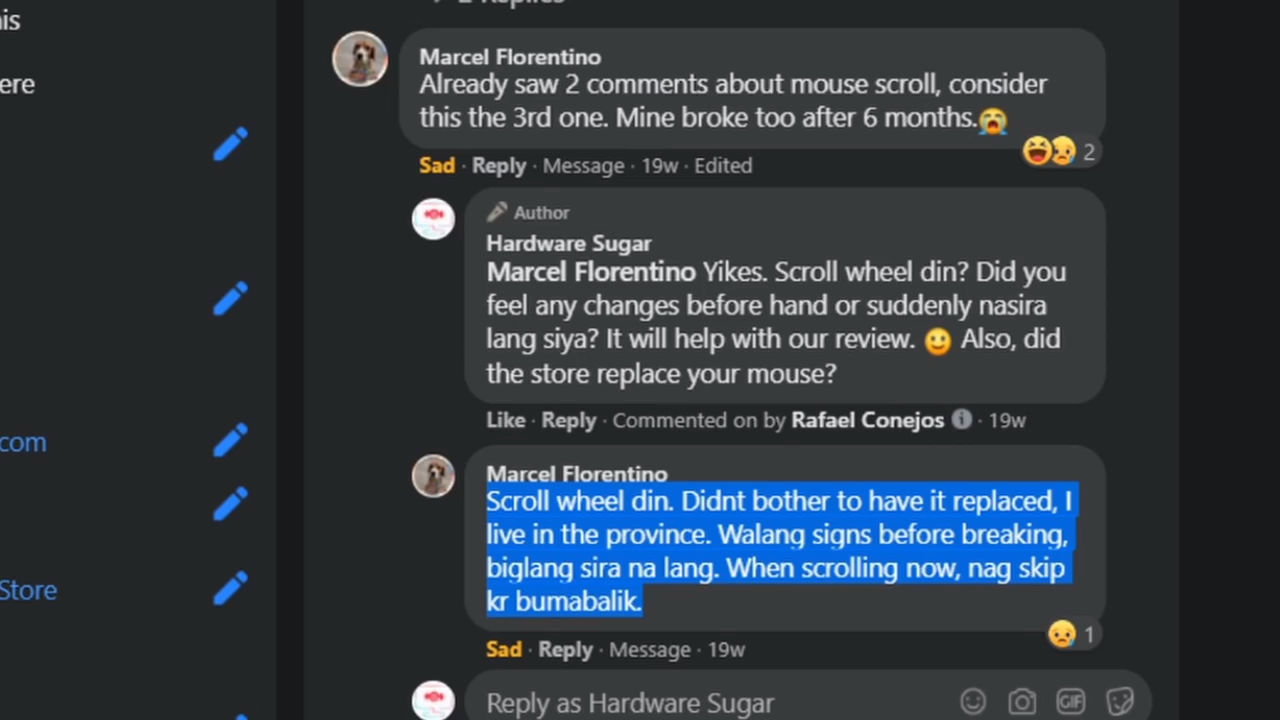 is
ere
com
Store
2 Replies
Marcel Florentino
Already saw 2 comments about mouse scroll, consider
this the 3rd one. Mine broke too after 6 months.😭
2
Sad · Reply · Message · 19w · Edited
Author
Hardware Sugar
Marcel Florentino Yikes. Scroll wheel din? Did you
feel any changes before hand or suddenly nasira
lang siya? It will help with our review. 😉 Also, did
the store replace your mouse?
Like · Reply · Commented on by Rafael Conejos · 19w
Marcel Florentino
Scroll wheel din. Didnt bother to have it replaced, I
live in the province. Walang signs before breaking,
biglang sira na lang. When scrolling now, nag skip
kr bumabalik.
1
Sad · Reply · Message · 19w
Reply as Hardware Sugar
GIF